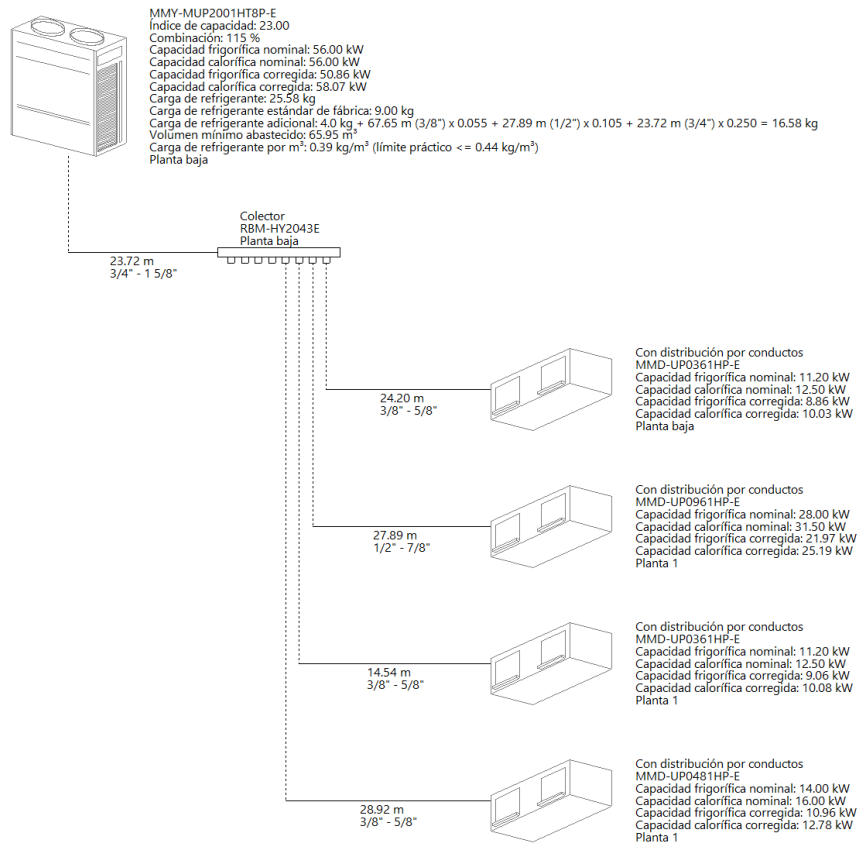 MMY-MUP2001HT8P-E
Índice de capacidad: 23.00
Combinación: 115 %
Capacidad frigorífica nominal: 56.00 kW
Capacidad calorífica nominal: 56.00 kW
Capacidad frigorífica corregida: 50.86 kW
Capacidad calorífica corregida: 58.07 kW
Carga de refrigerante: 25.58 kg
Carga de refrigerante estándar de fábrica: 9.00 kg
Carga de refrigerante adicional: 4.0 kg + 67.65 m (3/8") x 0.055 + 27.89 m (1/2") x 0.105 + 23.72 m (3/4") x 0.250 = 16.58 kg
Volumen mínimo abastecido: 65.95 m³
Carga de refrigerante por m³: 0.39 kg/m³ (límite práctico <= 0.44 kg/m³)
Planta baja
Colector
RBM-HY2043E
Planta baja
23.72 m
3/4" - 1 5/8"
Con distribución por conductos
MMD-UP0361HP-E
Capacidad frigorífica nominal: 11.20 kW
Capacidad calorífica nominal: 12.50 kW
Capacidad frigorífica corregida: 8.86 kW
Capacidad calorífica corregida: 10.03 kW
Planta baja
24.20 m
3/8" - 5/8"
Con distribución por conductos
MMD-UP0961HP-E
Capacidad frigorífica nominal: 28.00 kW
Capacidad calorífica nominal: 31.50 kW
Capacidad frigorífica corregida: 21.97 kW
Capacidad calorífica corregida: 25.19 kW
Planta 1
27.89 m
1/2" - 7/8"
Con distribución por conductos
MMD-UP0361HP-E
Capacidad frigorífica nominal: 11.20 kW
Capacidad calorífica nominal: 12.50 kW
Capacidad frigorífica corregida: 9.06 kW
Capacidad calorífica corregida: 10.08 kW
Planta 1
14.54 m
3/8" - 5/8"
Con distribución por conductos
MMD-UP0481HP-E
Capacidad frigorífica nominal: 14.00 kW
Capacidad calorífica nominal: 16.00 kW
Capacidad frigorífica corregida: 10.96 kW
Capacidad calorífica corregida: 12.78 kW
Planta 1
28.92 m
3/8" - 5/8"